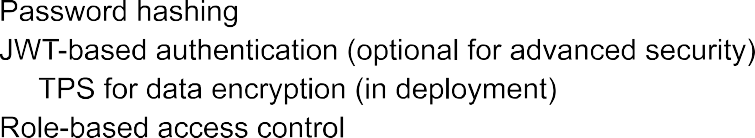 Password hashing
JWT-based authentication (optional for advanced security)
TPS for data encryption (in deployment)
Role-based access control